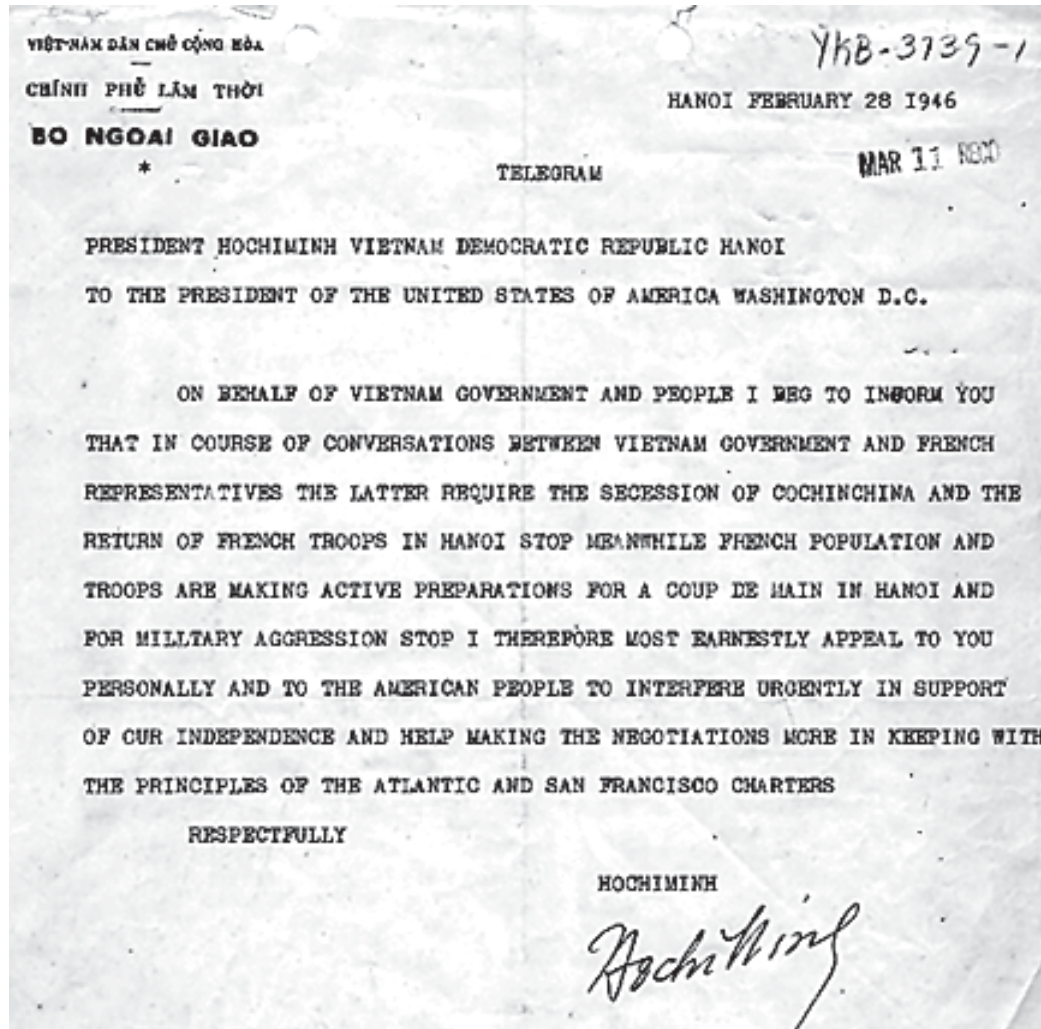 VIỆT-NAM DÂN CHỦ CỘNG HÒA
CHÍNH PHỦ LÂM THỜI
BO NGOAI GIAO
*
YKB-3739-1
HANOI FEBRUARY 28 1946
MAR 11 RECD
TELEGRAM
PRESIDENT HOCHIMINH VIETNAM DEMOCRATIC REPUBLIC HANOI
TO THE PRESIDENT OF THE UNITED STATES OF AMERICA WASHINGTON D.C.
ON BEHALF OF VIETNAM GOVERNMENT AND PEOPLE I BEG TO INFORM YOU
THAT IN COURSE OF CONVERSATIONS BETWEEN VIETNAM GOVERNMENT AND FRENCH
REPRESENTATIVES THE LATTER REQUIRE THE SECESSION OF COCHINCHINA AND THE
RETURN OF FRENCH TROOPS IN HANOI STOP MEANWHILE FRENCH POPULATION AND
TROOPS ARE MAKING ACTIVE PREPARATIONS FOR A COUP DE MAIN IN HANOI AND
FOR MILITARY AGGRESSION STOP I THEREFORE MOST EARNESTLY APPEAL TO YOU
PERSONALLY AND TO THE AMERICAN PEOPLE TO INTERFERE URGENTLY IN SUPPORT
OF OUR INDEPENDENCE AND HELP MAKING THE NEGOTIATIONS MORE IN KEEPING WITH
THE PRINCIPLES OF THE ATLANTIC AND SAN FRANCISCO CHARTERS
RESPECTFULLY
HOCHIMINH
Hochiminh